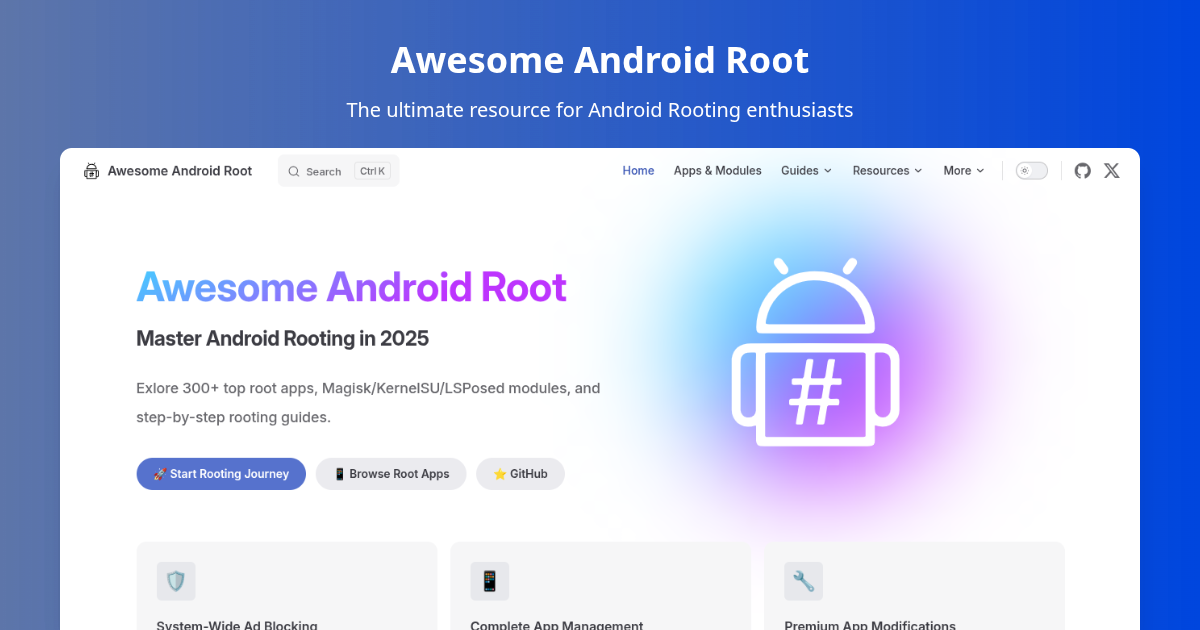 Awesome Android Root
The ultimate resource for Android Rooting enthusiasts
Awesome Android Root
Search
Ctrl K
Home
Apps & Modules
Guides
Resources
More
Awesome Android Root
Master Android Rooting in 2025
Exlore 300+ top root apps, Magisk/KernelSU/LSPosed modules, and
step-by-step rooting guides.
🚀 Start Rooting Journey
📱 Browse Root Apps
⭐ GitHub
#
System-Wide Ad Blocking
Complete App Management
Premium App Modifications